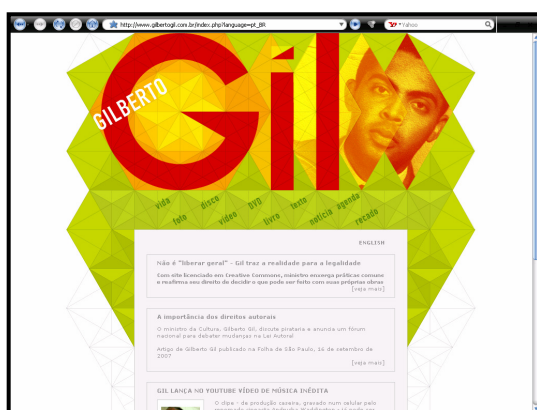 http://www.gilbertogil.com.br/index.php?language=pt_BR
Yahoo
GILBERTO
Gil
vida disco DVD texto agenda
foto vídeo livro notícia recado
ENGLISH
Não é "liberar geral" - Gil traz a realidade para a legalidade
Com site licenciado em Creative Commons, ministro enverga práticas comuns
e reafirma seu direito de decidir o que pode ser feito com suas próprias obras
[veja mais]
A importância dos direitos autorais
O ministro da Cultura, Gilberto Gil, discute pirataria e anuncia um fórum
nacional para debater mudanças na Lei Autoral
Artigo de Gilberto Gil publicado na Folha de São Paulo, 16 de setembro de
2007
[veja mais]
GIL LANÇA NO YOUTUBE VÍDEO DE MÚSICA INÉDITA
O clipe - de produção caseira, gravado num celular pelo